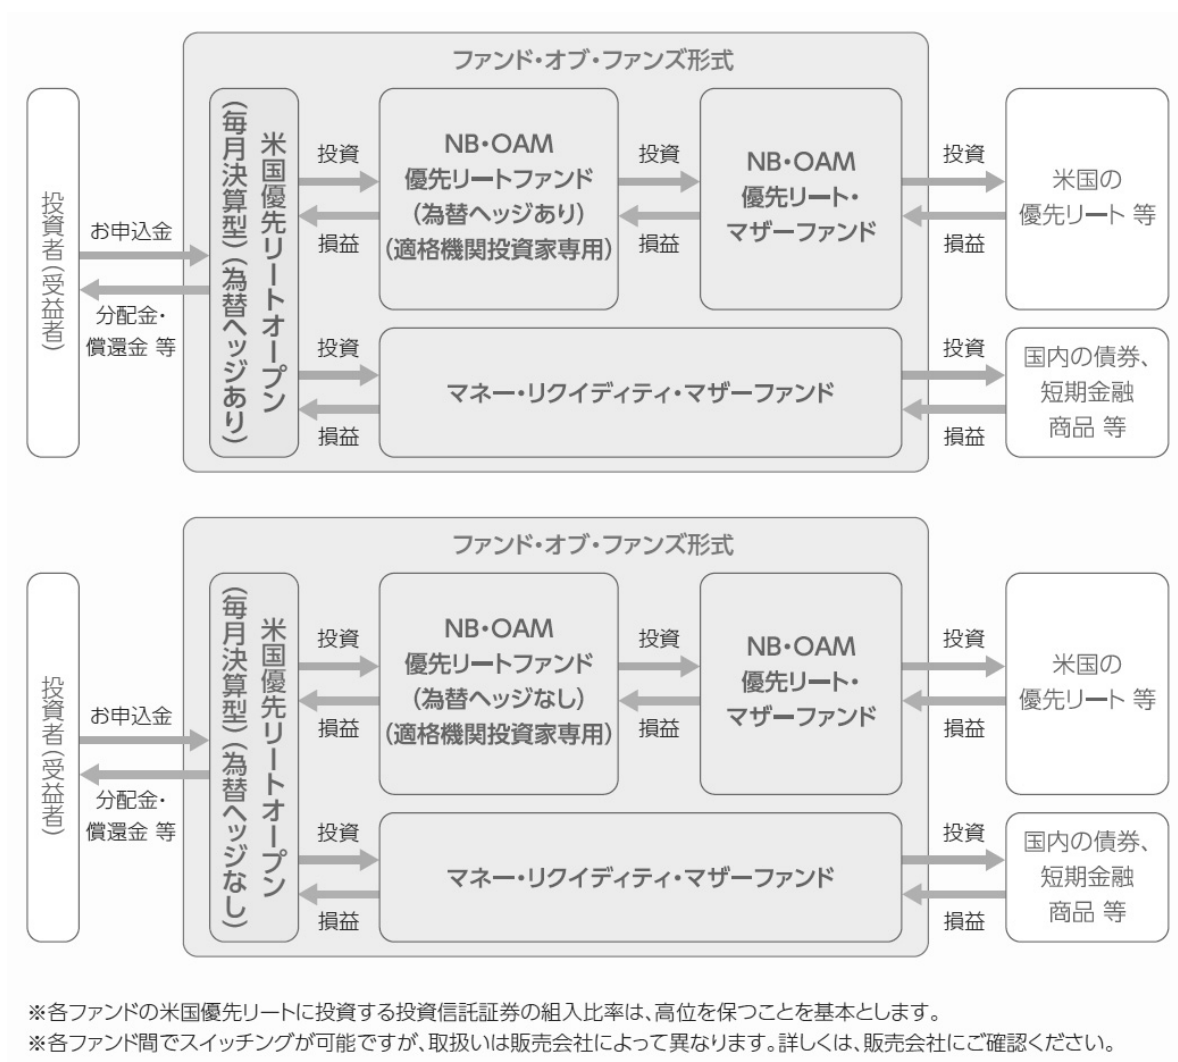 ファンド・オブ・ファンズ形式
投資者(受益者)
お申込金
分配金・
償還金 等
米国優先リートオープン
(毎月決算型)(為替ヘッジあり)
投資
損益
NB・OAM
優先リートファンド
(為替ヘッジあり)
(適格機関投資家専用)
投資
損益
NB・OAM
優先リート・
マザーファンド
投資
損益
米国の
優先リート 等
投資
損益
マネー・リクイディティ・マザーファンド
投資
損益
国内の債券、
短期金融
商品 等
ファンド・オブ・ファンズ形式
投資者(受益者)
お申込金
分配金・
償還金 等
米国優先リートオープン
(毎月決算型)(為替ヘッジなし)
投資
損益
NB・OAM
優先リートファンド
(為替ヘッジなし)
(適格機関投資家専用)
投資
損益
NB・OAM
優先リート・
マザーファンド
投資
損益
米国の
優先リート 等
投資
損益
マネー・リクイディティ・マザーファンド
投資
損益
国内の債券、
短期金融
商品 等
※各ファンドの米国優先リートに投資する投資信託証券の組入比率は、高位を保つことを基本とします。
※各ファンド間でスイッチングが可能ですが、取扱いは販売会社によって異なります。詳しくは、販売会社にご確認ください。